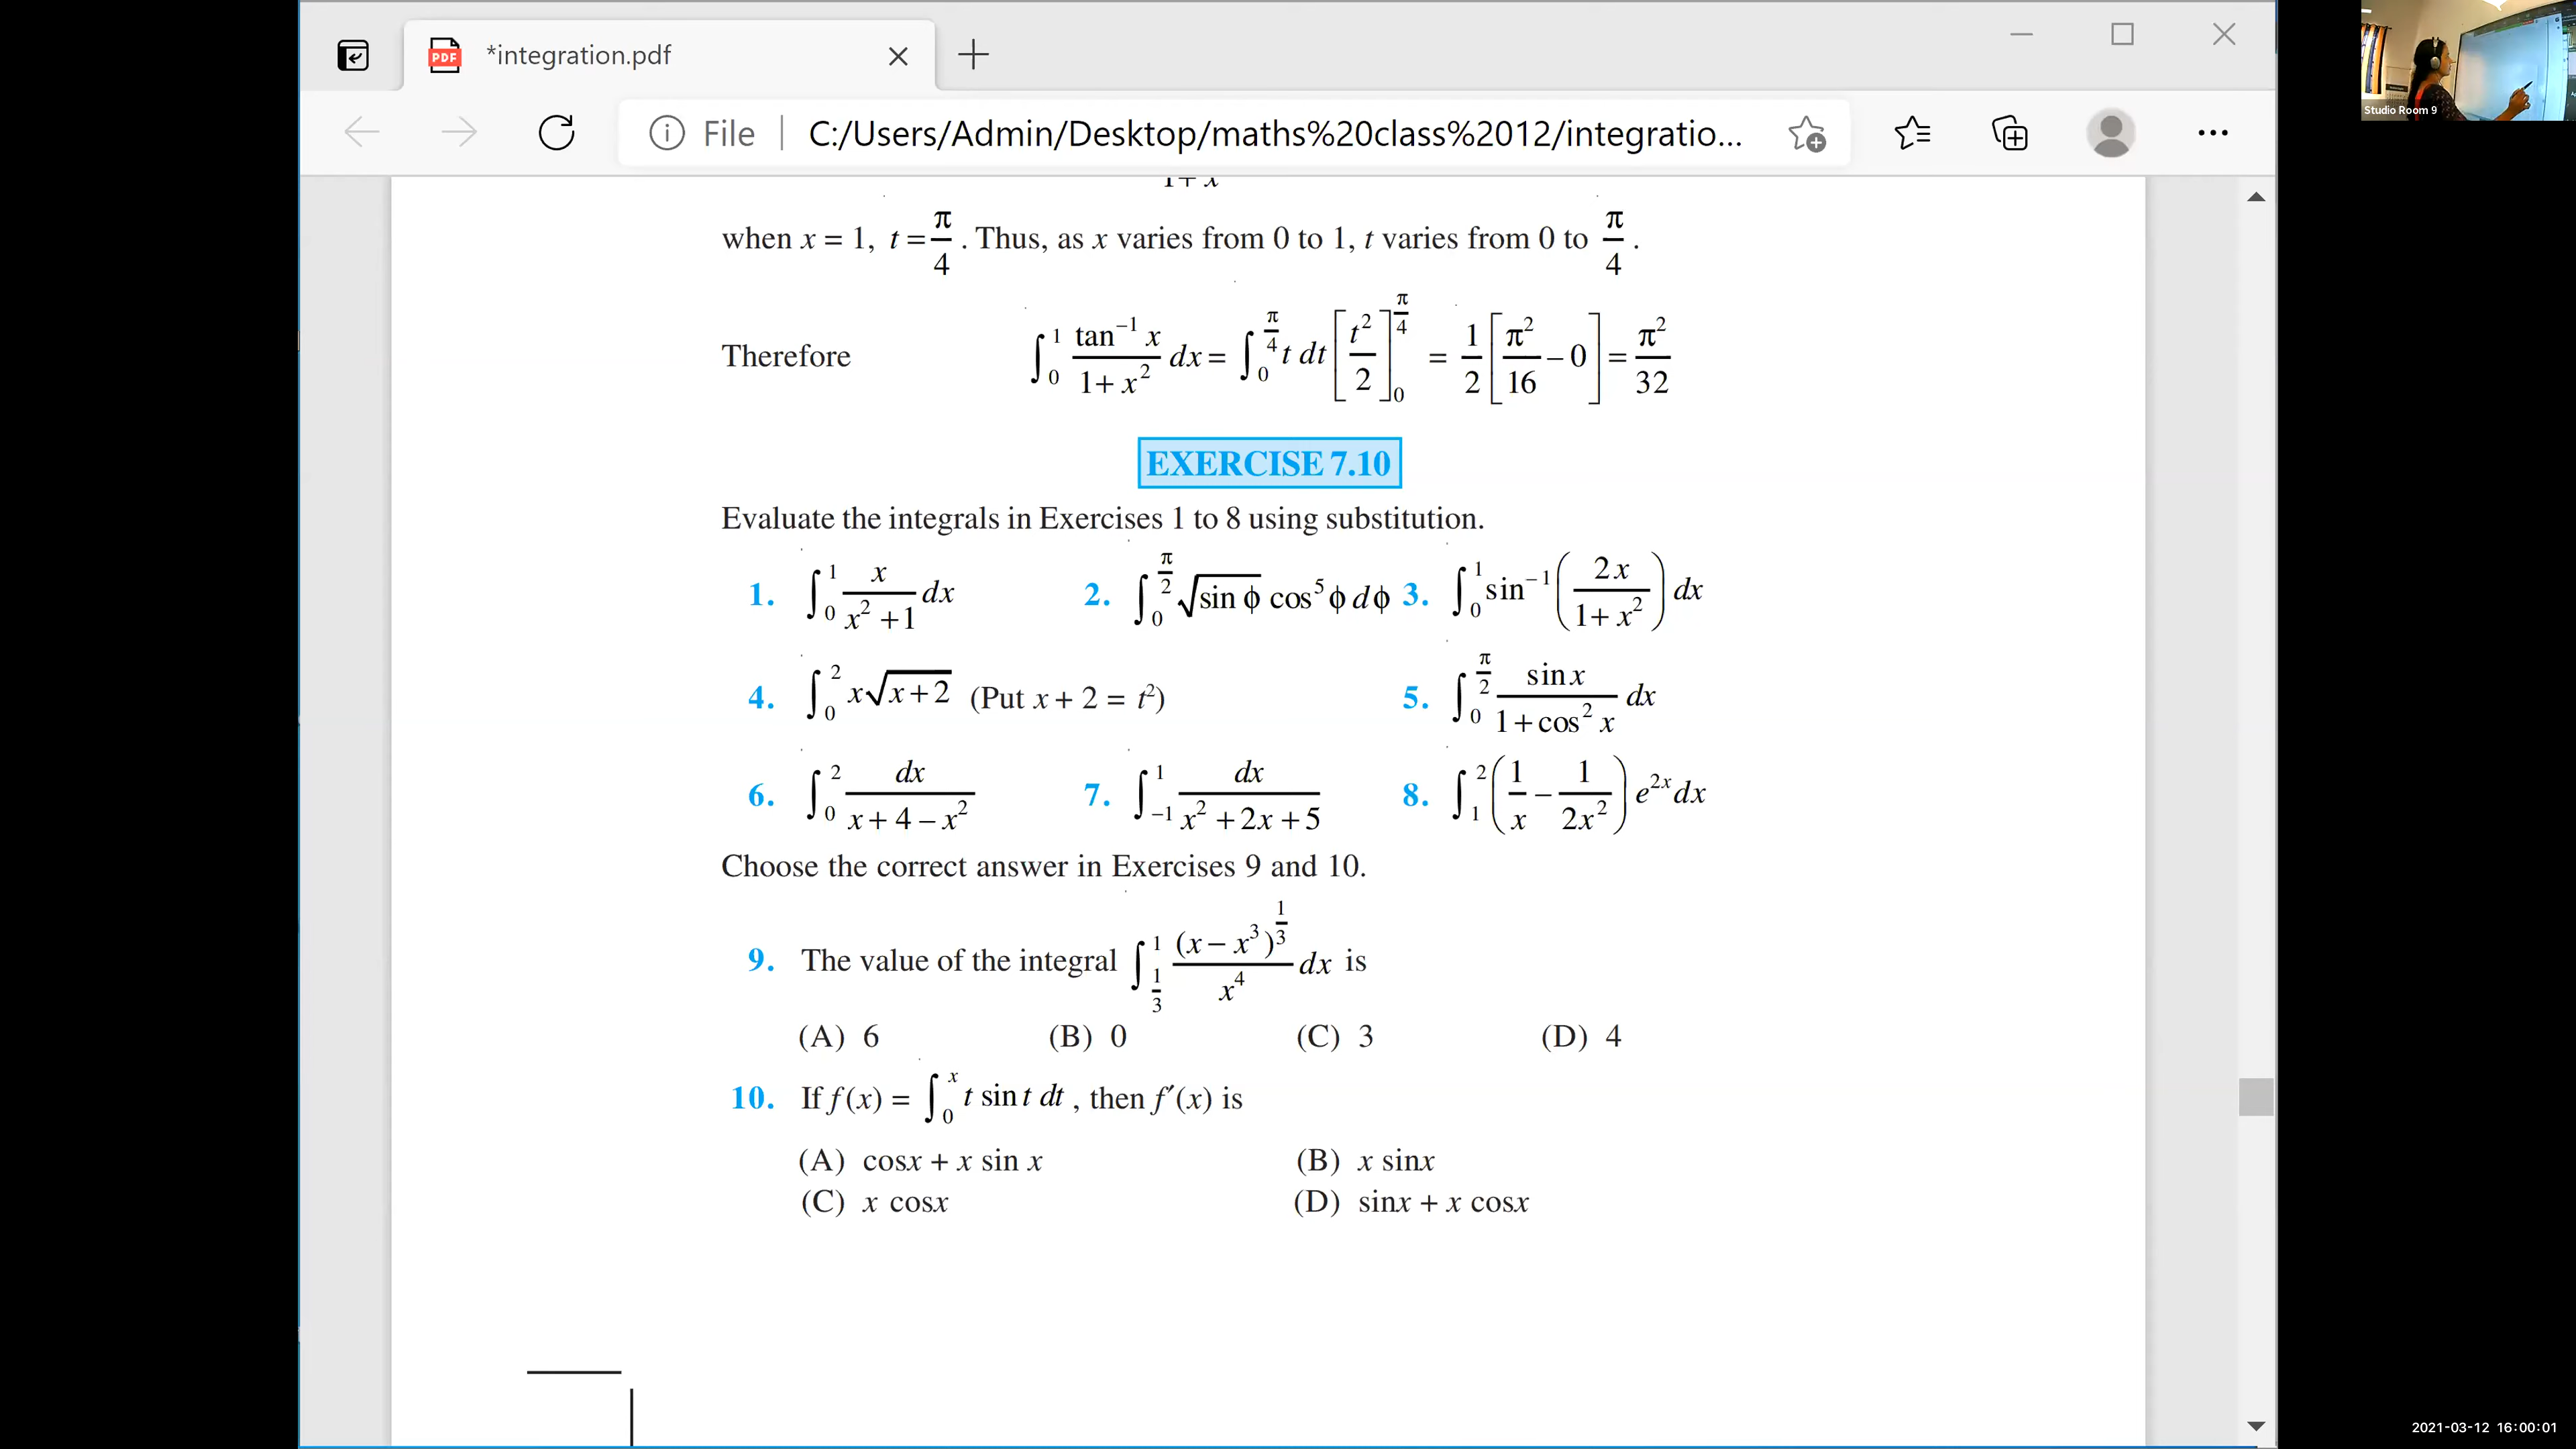 *integration.pdf
File | C:/Users/Admin/Desktop/maths%20class%2012/integratio...
Studio Room 9
1+ x
when x = 1, t = π/4 . Thus, as x varies from 0 to 1, t varies from 0 to π/4 .
Therefore ∫₀¹ tan⁻¹ x / (1+ x²) dx = ∫₀^(π/4) t dt [t²/2]₀^(π/4) = 1/2 [π²/16 – 0] = π²/32
EXERCISE 7.10
Evaluate the integrals in Exercises 1 to 8 using substitution.
1. ∫₀¹ x/(x² +1) dx 2. ∫₀^(π/2) √(sin ϕ) cos⁵ ϕ d ϕ 3. ∫₀¹ sin⁻¹ (2x/(1+ x²)) dx
4. ∫₀² x√(x+2) (Put x + 2 = t²) 5. ∫₀^(π/2) sin x/(1+cos² x) dx
6. ∫₀² dx/(x+ 4 – x²) 7. ∫₋₁¹ dx/(x² +2x +5) 8. ∫₁² (1/x – 1/(2x²)) e^(2x) dx
Choose the correct answer in Exercises 9 and 10.
9. The value of the integral ∫_(1/3)^1 (x – x³)^(1/3)/x⁴ dx is
(A) 6 (B) 0 (C) 3 (D) 4
10. If f (x) = ∫₀ˣ t sin t dt , then f′(x) is
(A) cosx + x sin x (B) x sinx
(C) x cosx (D) sinx + x cosx
2021-03-12 16:00:01